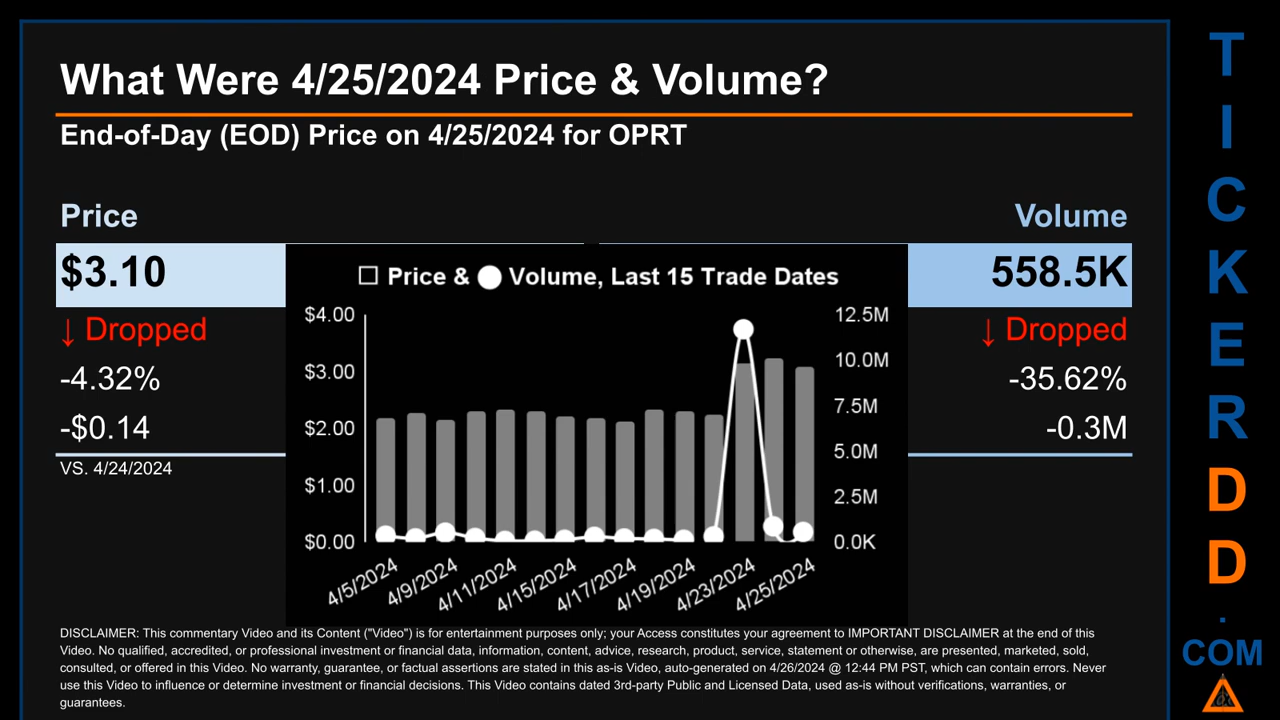 What Were 4/25/2024 Price & Volume?
End-of-Day (EOD) Price on 4/25/2024 for OPRT
Price
Volume
$3.10
558.5K
↓ Dropped
↓ Dropped
-4.32%
-35.62%
-$0.14
-0.3M
VS. 4/24/2024
Price & Volume, Last 15 Trade Dates
$4.00
$3.00
$2.00
$1.00
$0.00
12.5M
10.0M
7.5M
5.0M
2.5M
0.0K
4/5/2024
4/9/2024
4/11/2024
4/15/2024
4/17/2024
4/19/2024
4/23/2024
4/25/2024
DISCLAIMER: This commentary Video and its Content ("Video") is for entertainment purposes only; your Access constitutes your agreement to IMPORTANT DISCLAIMER at the end of this
Video. No qualified, accredited, or professional investment or financial data, information, content, advice, research, product, service, statement or otherwise, are presented, marketed, sold,
consulted, or offered in this Video. No warranty, guarantee, or factual assertions are stated in this as-is Video, auto-generated on 4/26/2024 @ 12:44 PM PST, which can contain errors. Never
use this Video to influence or determine investment or financial decisions. This Video contains dated 3rd-party Public and Licensed Data, used as-is without verifications, warranties, or
guarantees.
TICKERDD
.
COM